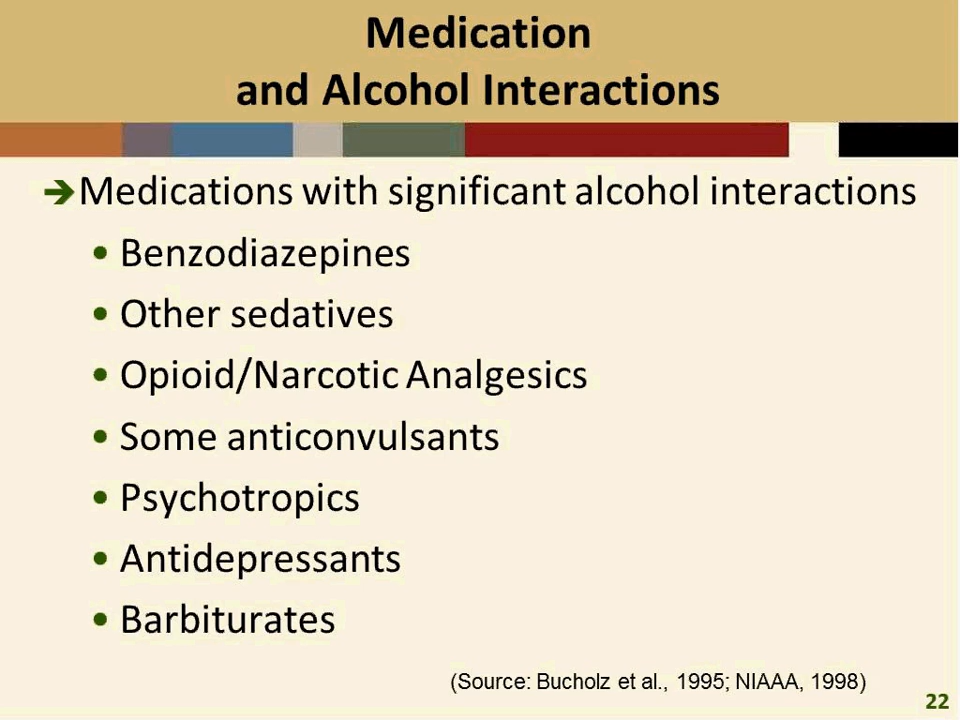 Medication
and Alcohol Interactions
➔Medications with significant alcohol interactions
• Benzodiazepines
• Other sedatives
• Opioid/Narcotic Analgesics
• Some anticonvulsants
• Psychotropics
• Antidepressants
• Barbiturates
(Source: Bucholz et al., 1995; NIAAA, 1998)
22